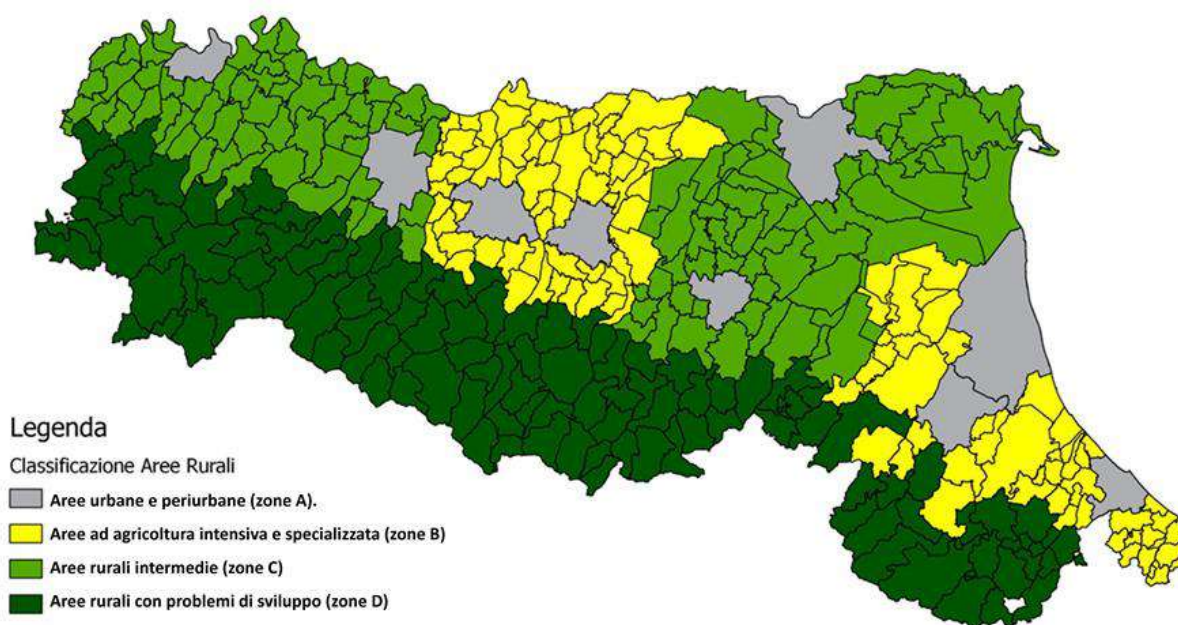 Legenda
Classificazione Aree Rurali
Aree urbane e periurbane (zone A).
Aree ad agricoltura intensiva e specializzata (zone B)
Aree rurali intermedie (zone C)
Aree rurali con problemi di sviluppo (zone D)